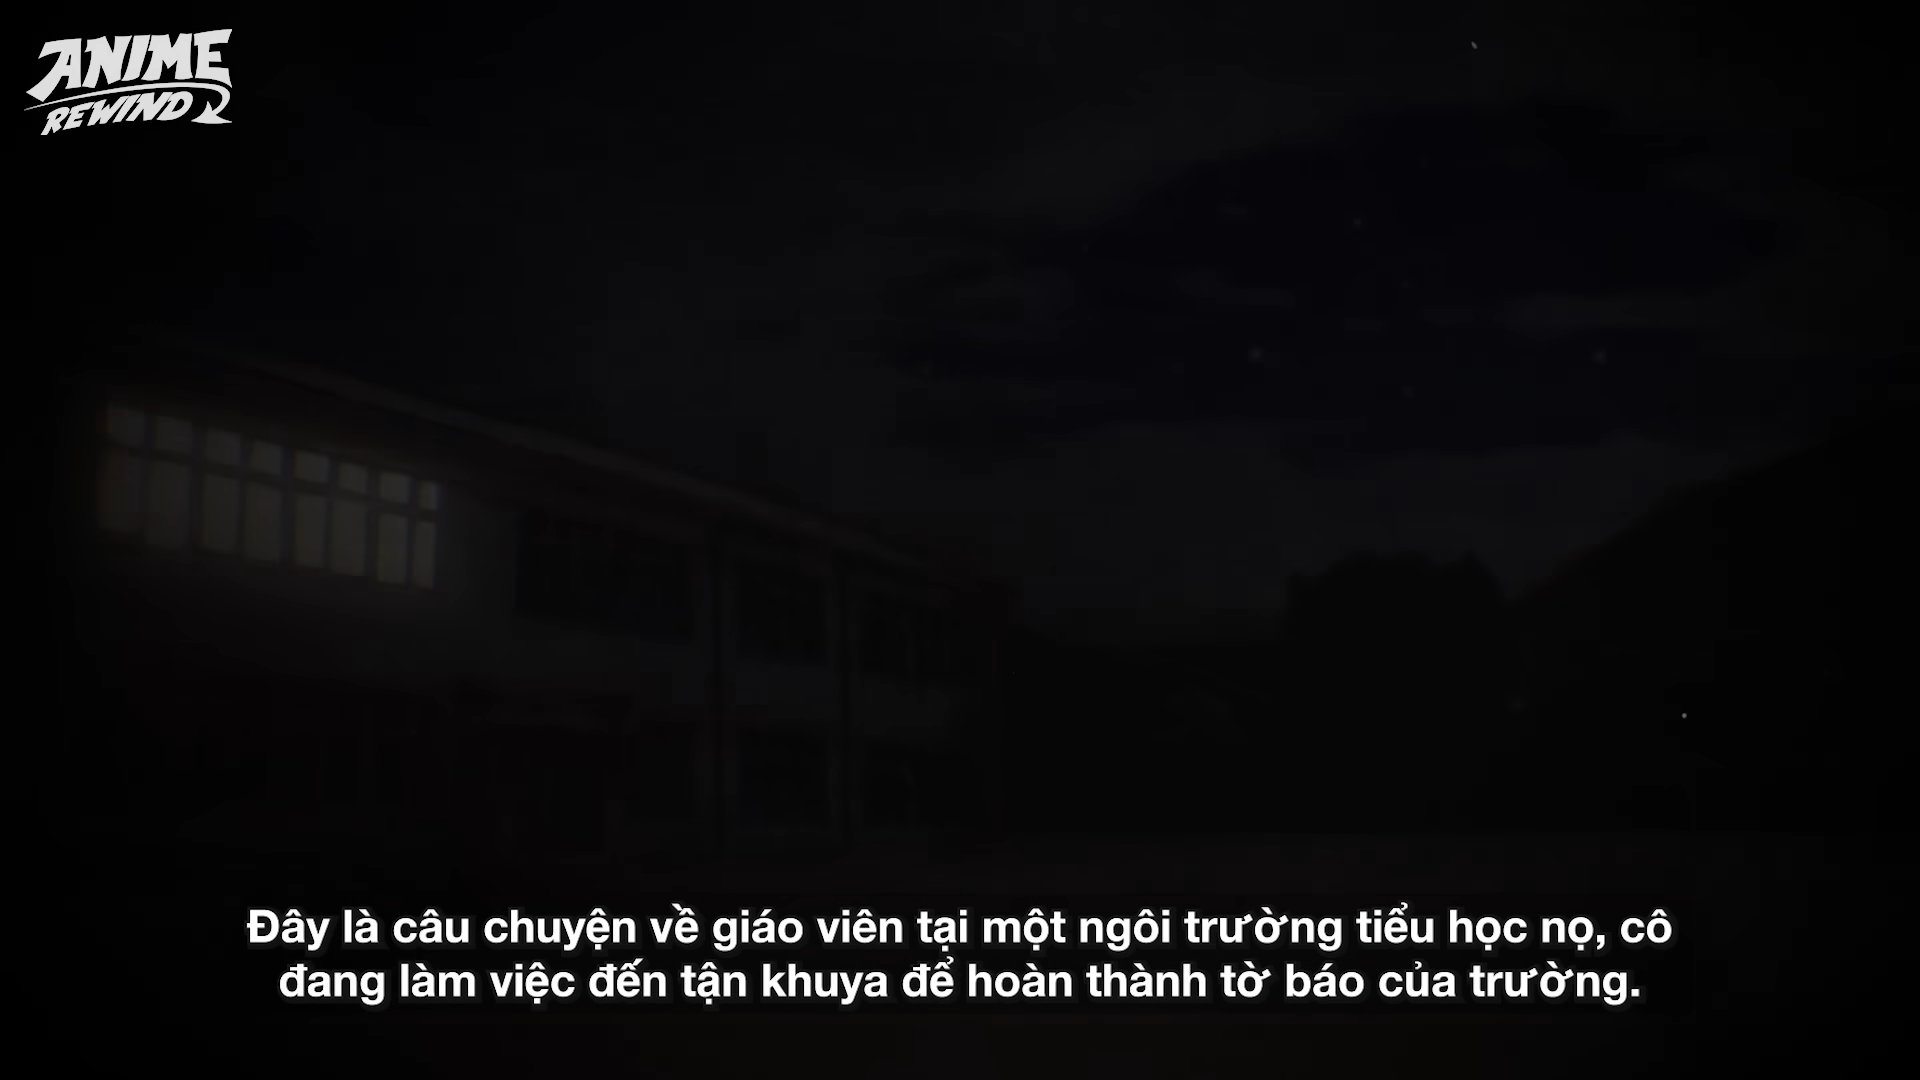 ANIME
REWIND
Đây là câu chuyện về giáo viên tại một ngôi trường tiểu học nọ, cô
đang làm việc đến tận khuya để hoàn thành tờ báo của trường.